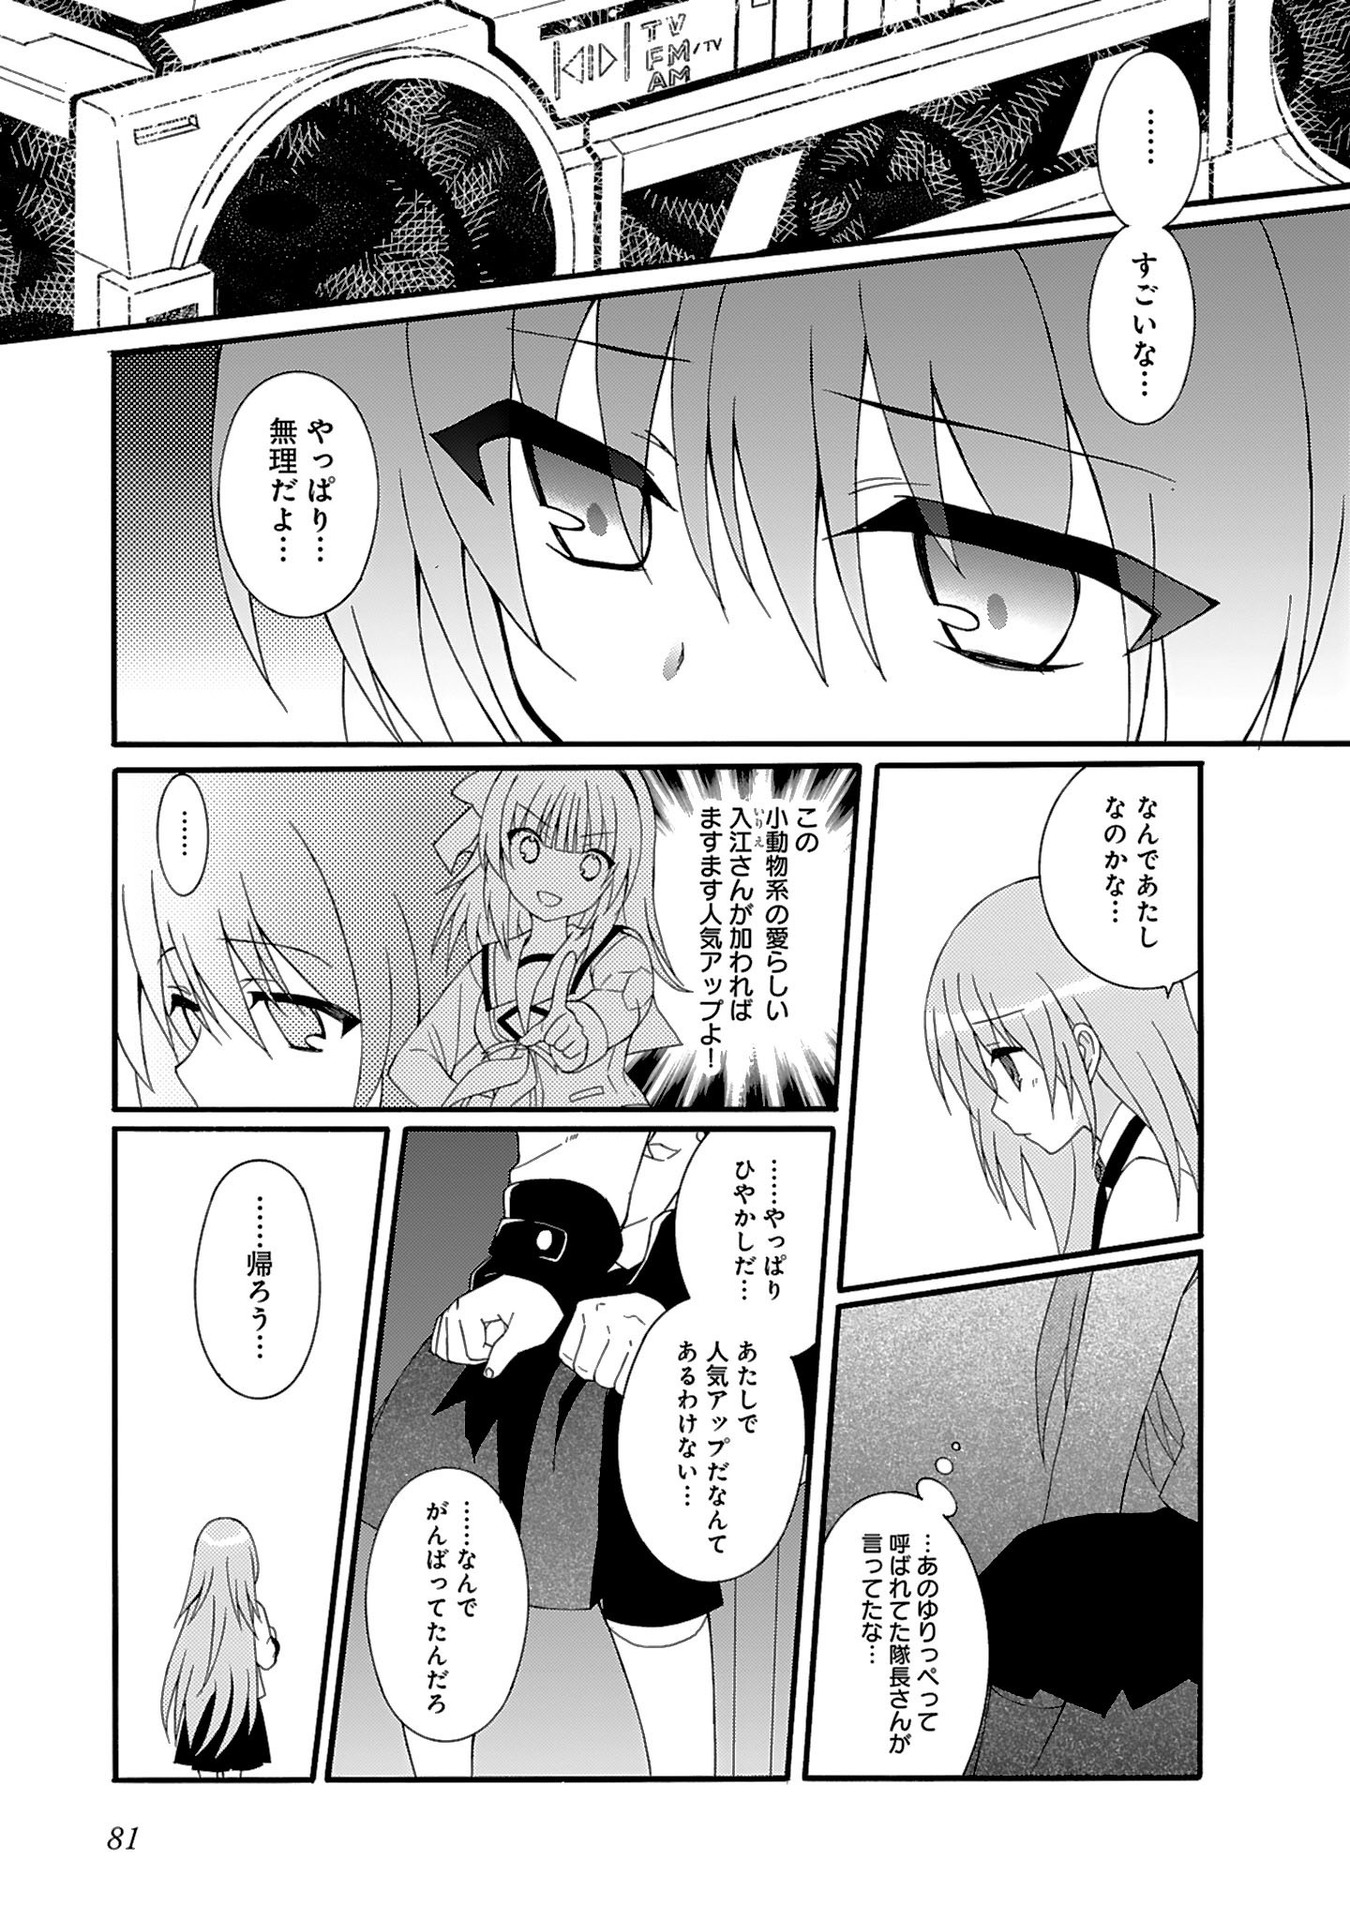 KID
TV
FM/TV
AM
……
すごいな…
やっぱり…
無理だよ…
なんであたし
なのかな…
この
小動物系の愛らしい
入江さんが加われば
ますます人気アップよ！
いりえ
……
…あのゆりっぺって
呼ばれてた隊長さんが
言ってたな…
……やっぱり
ひやかしだ…
あたしで
人気アップだなんて
あるわけない…
……なんで
がんばってたんだろ
……帰ろう…
81